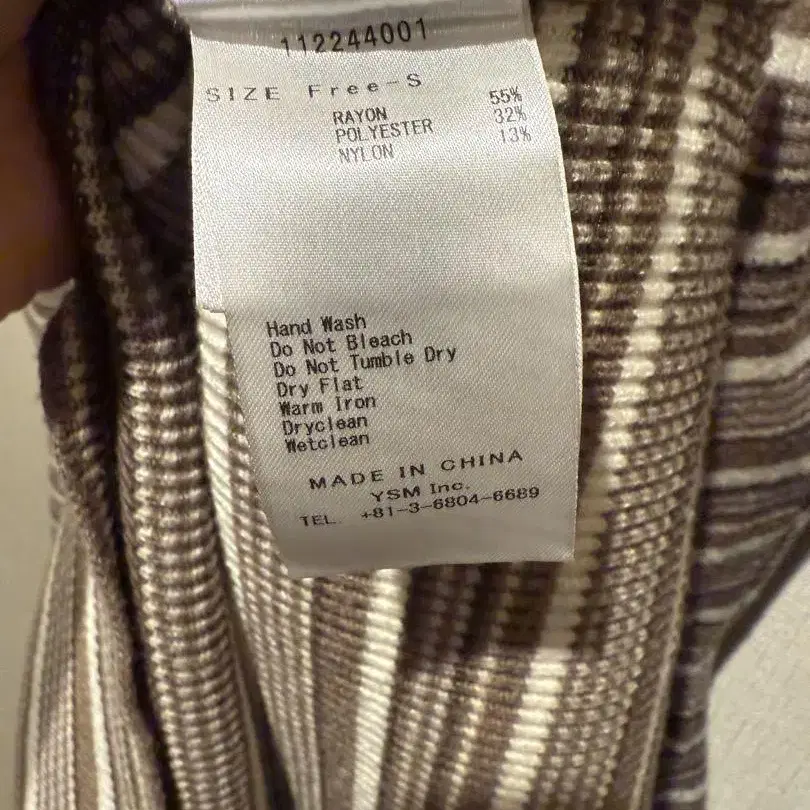 112244001
SIZE Free-S
RAYON 55%
POLYESTER 32%
NYLON 13%
Hand Wash
Do Not Bleach
Do Not Tumble Dry
Dry Flat
Warm Iron
Dryclean
Wetclean
MADE IN CHINA
YSM Inc.
TEL. +81-3-6804-6689